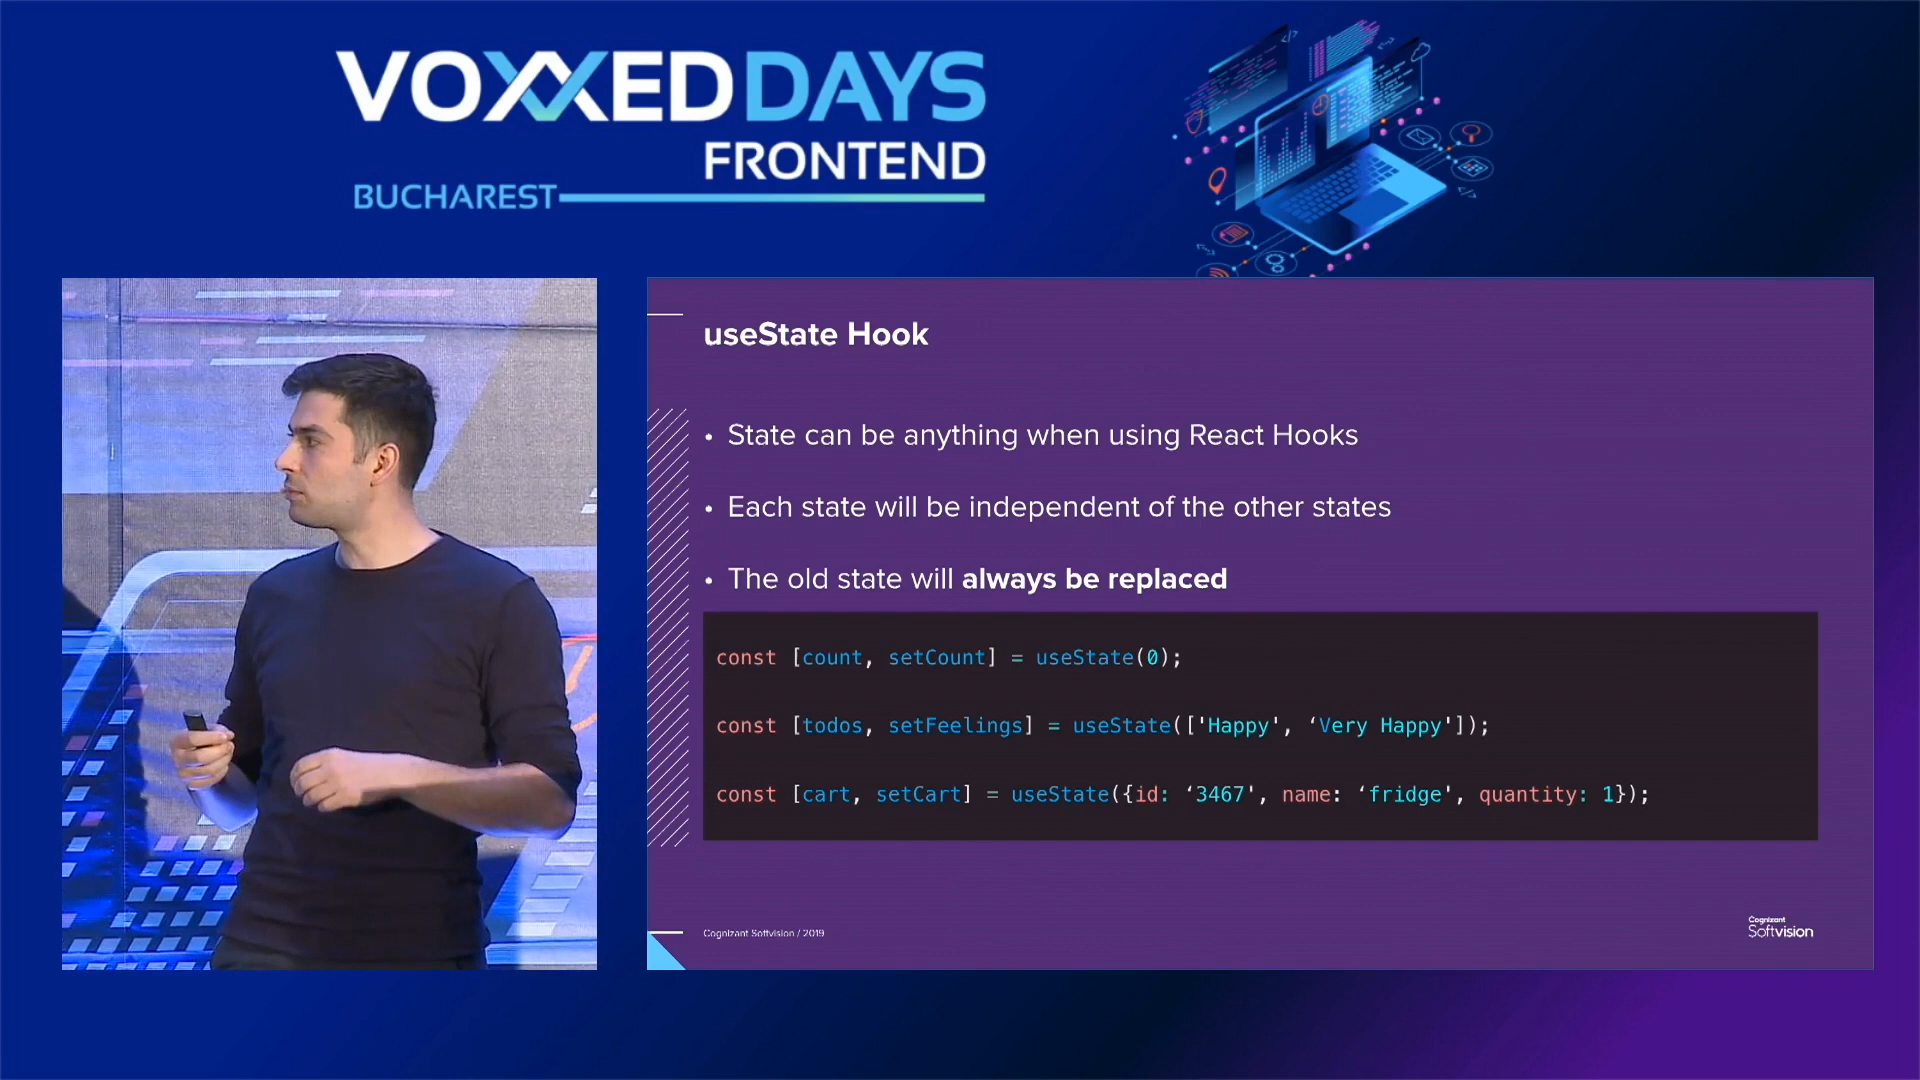 VOXXED DAYS
FRONTEND
BUCHAREST
useState Hook
• State can be anything when using React Hooks
• Each state will be independent of the other states
• The old state will always be replaced
const [count, setCount] = useState(0);
const [todos, setFeelings] = useState(['Happy', ‘Very Happy']);
const [cart, setCart] = useState({id: ‘3467', name: ‘fridge', quantity: 1});
Cognizant Softvision / 2019
Cognizant
Softvision